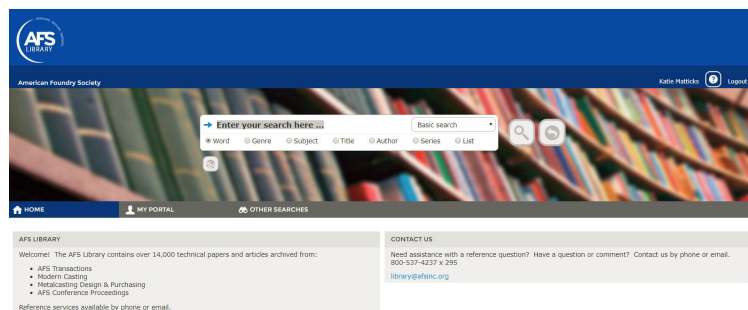 AFS
LIBRARY
American Foundry Society
Katie Matticks ? Logout
Enter your search here ...
Basic search
Word Genre Subject Title Author Series List
HOME
MY PORTAL
OTHER SEARCHES
AFS LIBRARY
Welcome! The AFS Library contains over 14,000 technical papers and articles archived from:
• AFS Transactions
• Modern Casting
• Metalcasting Design & Purchasing
• AFS Conference Proceedings
Reference services available by phone or email.
CONTACT US
Need assistance with a reference question? Have a question or comment? Contact us by phone or email.
800-537-4237 x 295
library@afsinc.org